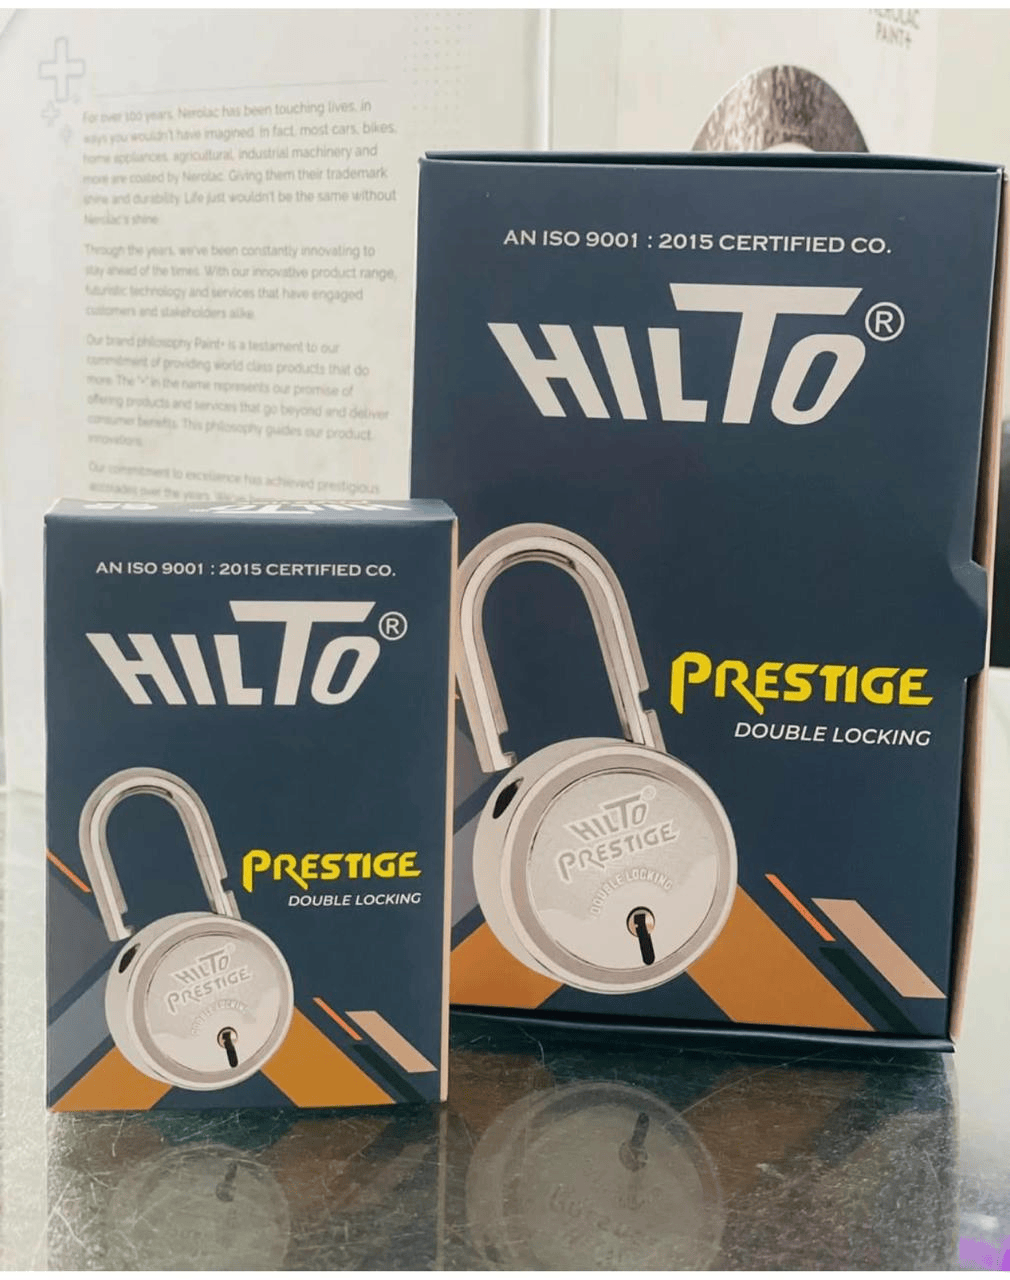 NEROLAC
PAINT+
For over 100 years, Nerolac has been touching lives, in
ways you wouldn't have imagined. In fact, most cars, bikes,
home appliances, agricultural, industrial machinery and
more are coated by Nerolac. Giving them their trademark
shine and durability. Life just wouldn't be the same without
Nerolac's shine.
Through the years, we've been constantly innovating to
stay ahead of the times. With our innovative product range,
futuristic technology and services that have engaged
customers and stakeholders alike.
Our brand philosophy Paint+ is a testament to our
commitment of providing world class products that do
more. The "+" in the name represents our promise of
offering products and services that go beyond and deliver
consumer benefits. This philosophy guides our product
innovations.
Our commitment to excellence has achieved prestigious
accolades over the years. We've
AN ISO 9001 : 2015 CERTIFIED CO.
HILTO®
PRESTIGE
DOUBLE LOCKING
HILTO®
PRESTIGE
DOUBLE LOCKING
AN ISO 9001 : 2015 CERTIFIED CO.
HILTO®
PRESTIGE
DOUBLE LOCKING
HILTO®
PRESTIGE
DOUBLE LOCKING